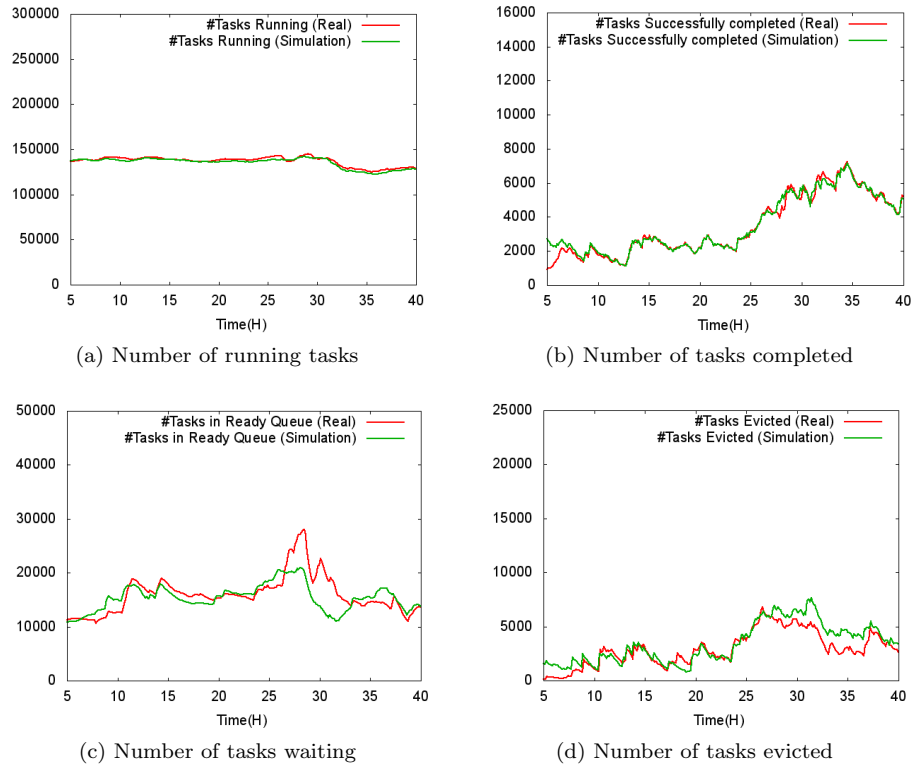 #Tasks Running (Real)
#Tasks Running (Simulation)
300000
250000
200000
150000
100000
50000
0
5 10 15 20 25 30 35 40
Time(H)
(a) Number of running tasks
#Tasks Successfully completed (Real)
#Tasks Successfully completed (Simulation)
16000
14000
12000
10000
8000
6000
4000
2000
0
5 10 15 20 25 30 35 40
Time(H)
(b) Number of tasks completed
#Tasks in Ready Queue (Real)
#Tasks in Ready Queue (Simulation)
50000
40000
30000
20000
10000
0
5 10 15 20 25 30 35 40
Time(H)
(c) Number of tasks waiting
#Tasks Evicted (Real)
#Tasks Evicted (Simulation)
25000
20000
15000
10000
5000
0
5 10 15 20 25 30 35 40
Time(H)
(d) Number of tasks evicted